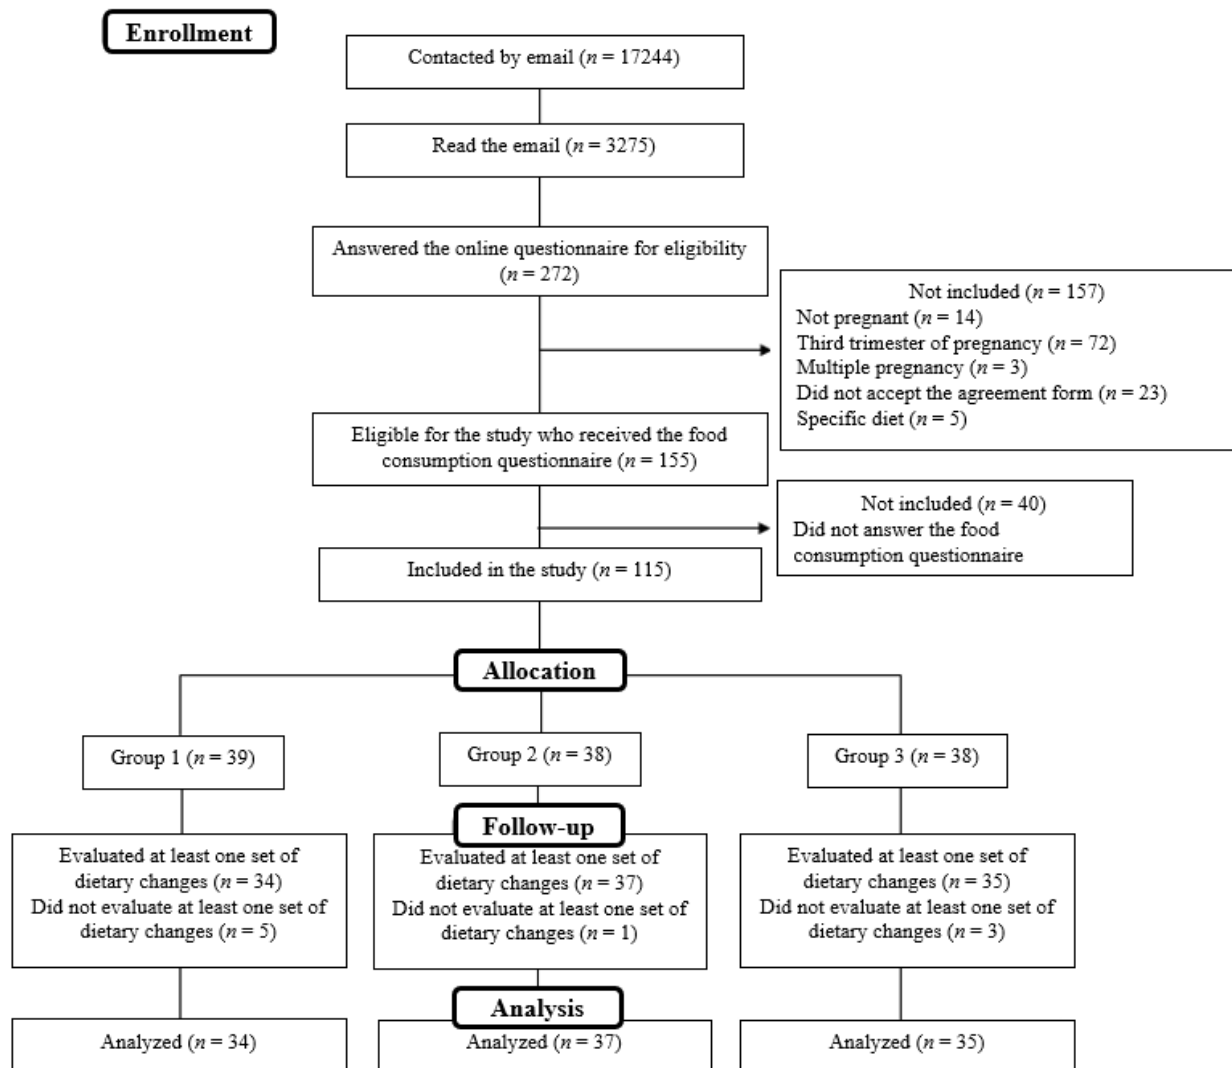 Enrollment
Contacted by email (n = 17244)
Read the email (n = 3275)
Answered the online questionnaire for eligibility
(n = 272)
Not included (n = 157)
Not pregnant (n = 14)
Third trimester of pregnancy (n = 72)
Multiple pregnancy (n = 3)
Did not accept the agreement form (n = 23)
Specific diet (n = 5)
Eligible for the study who received the food
consumption questionnaire (n = 155)
Not included (n = 40)
Did not answer the food
consumption questionnaire
Included in the study (n = 115)
Allocation
Group 1 (n = 39)
Group 2 (n = 38)
Group 3 (n = 38)
Follow-up
Evaluated at least one set of
dietary changes (n = 34)
Did not evaluate at least one set of
dietary changes (n = 5)
Evaluated at least one set of
dietary changes (n = 37)
Did not evaluate at least one set of
dietary changes (n = 1)
Evaluated at least one set of
dietary changes (n = 35)
Did not evaluate at least one set of
dietary changes (n = 3)
Analysis
Analyzed (n = 34)
Analyzed (n = 37)
Analyzed (n = 35)